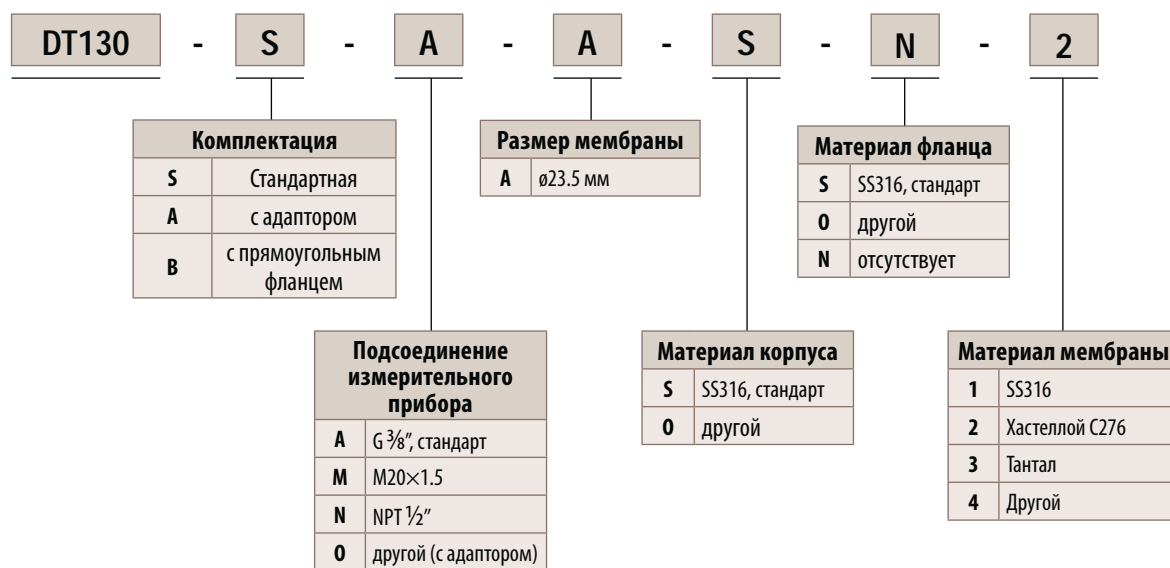 DT130 - S - A - A - S - N - 2
Комплектация
S Стандартная
A с адаптором
B с прямоугольным
фланцем
Размер мембраны
A ø23.5 мм
Материал фланца
S SS316, стандарт
O другой
N отсутствует
Подсоединение
измерительного
прибора
A G 3⁄8″, стандарт
M M20×1.5
N NPT 1⁄2″
O другой (с адаптором)
Материал корпуса
S SS316, стандарт
O другой
Материал мембраны
1 SS316
2 Хастеллой C276
3 Тантал
4 Другой